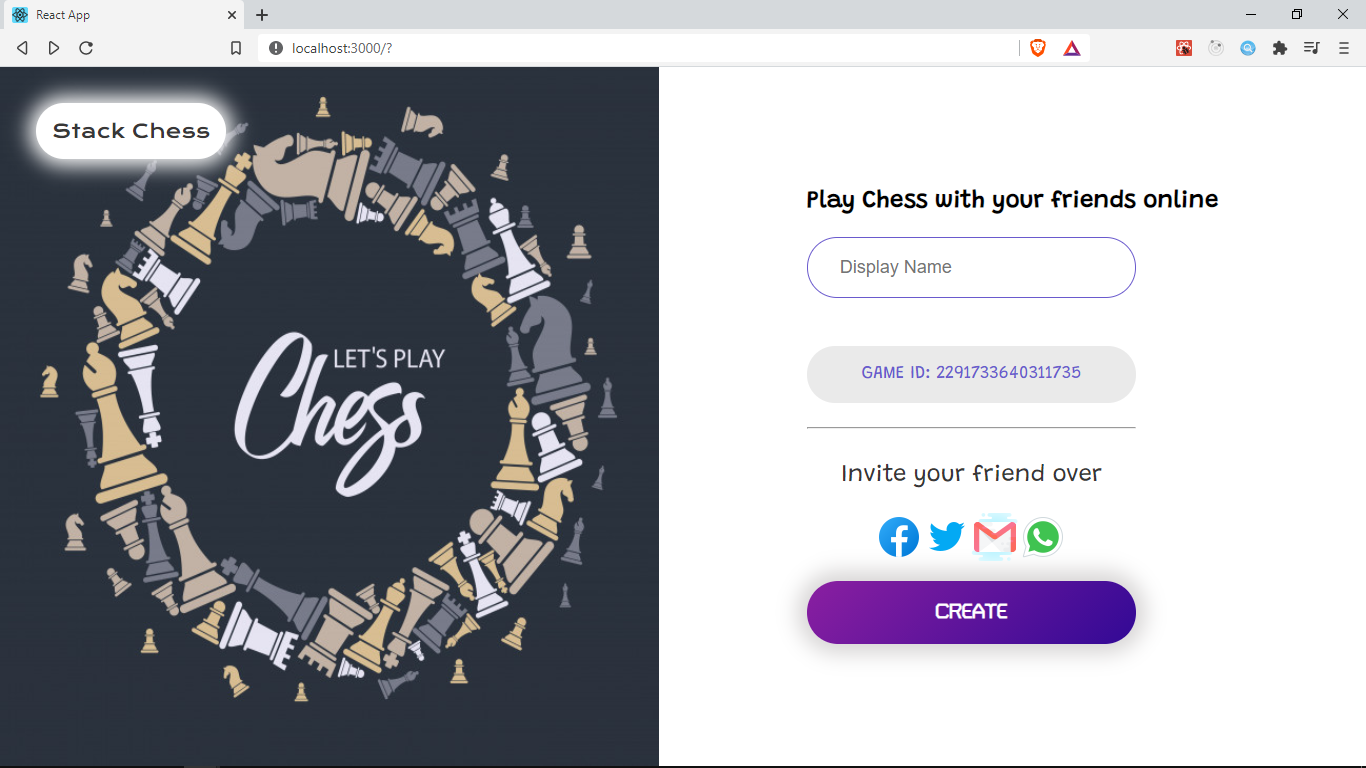 React App
localhost:3000/?
Stack Chess
LET'S PLAY
Chess
Play Chess with your friends online
Display Name
GAME ID: 2291733640311735
Invite your friend over
CREATE